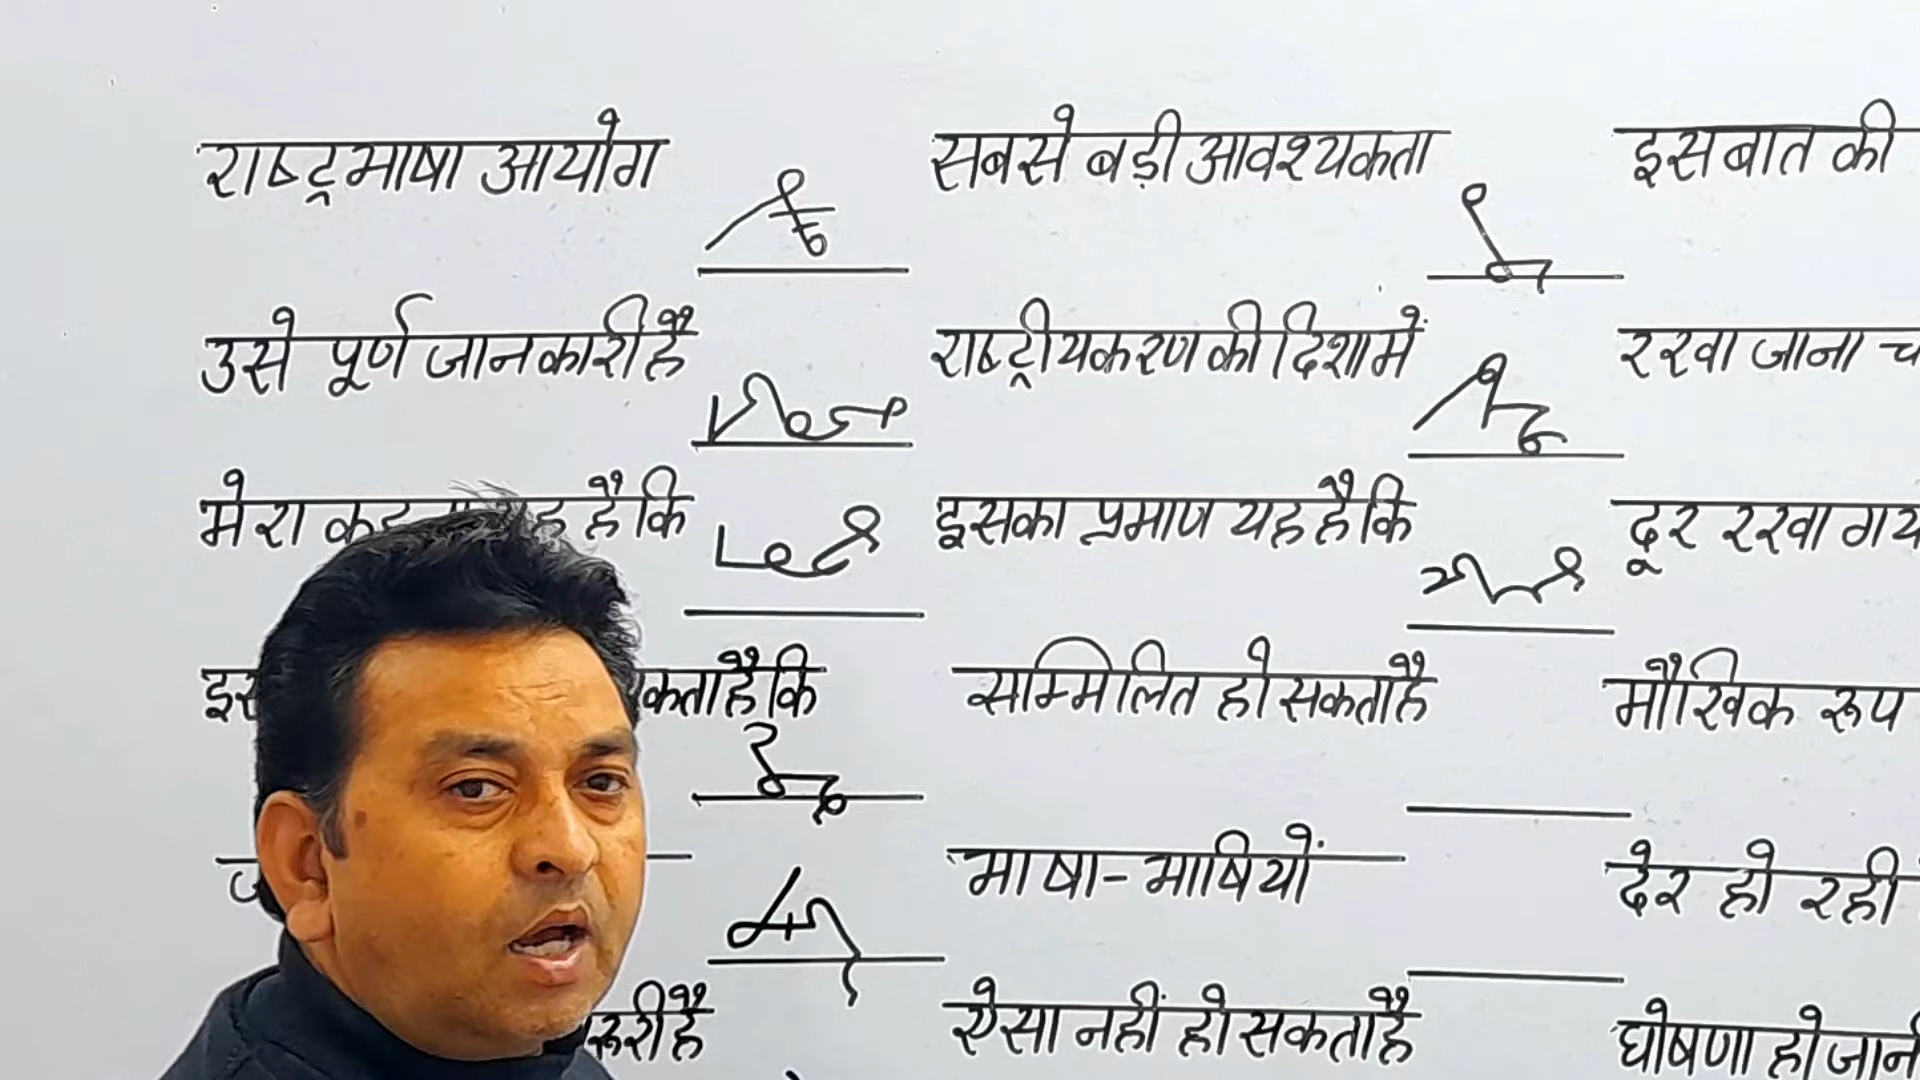 राष्ट्रभाषा आयोग
सबसे बड़ी आवश्यकता
इस बात की
उसे पूर्ण जानकारी है
राष्ट्रीयकरण की दिशा में
रखा जाना
मेरा है कि
इसका प्रमाण यह है कि
दूर रखा
कता है कि
सम्मिलित हो सकता है
मौखिक रूप
भाषा-भाषियों
देर हो रही
रूरी है
ऐसा नहीं हो सकता है
घोषणा हो